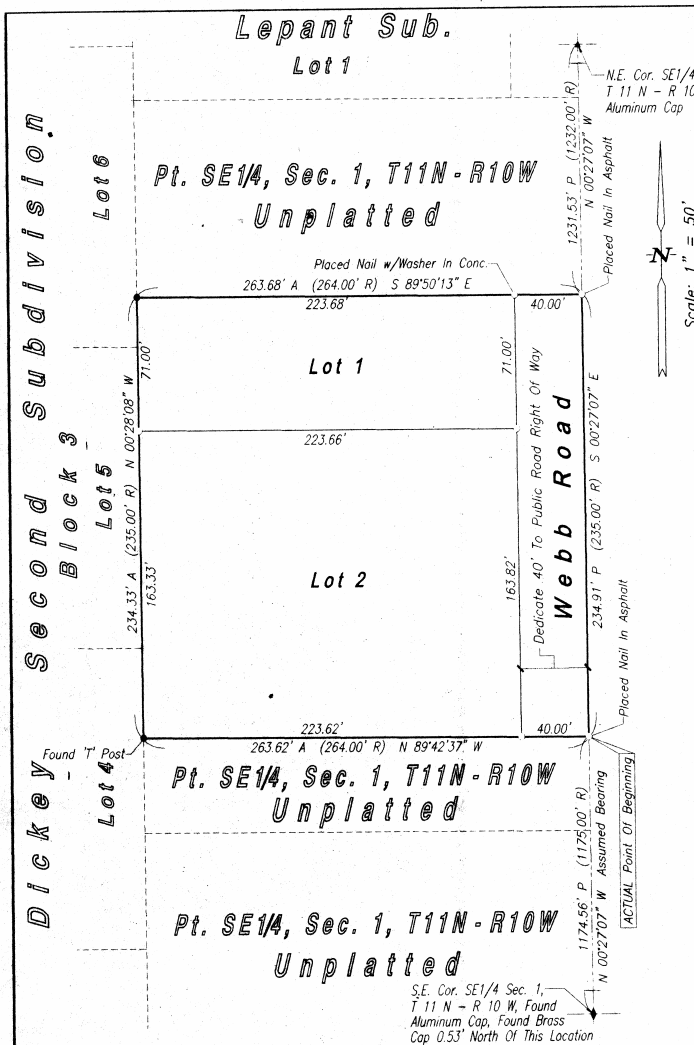 Lepant Sub.
Lot 1
N.E. Cor. SE1/4
T 11 N - R 10
Aluminum Cap
1231.53' P (1232.00' R)
N 00°27'07" W
Placed Nail In Asphalt
Pt. SE1/4, Sec. 1, T11N-R10W
Unplatted
N
Scale: 1" = 50'
Dickey Second Subdivision
Block 3
Lot 6
Lot 5
Lot 4
Placed Nail w/Washer In Conc.
263.68' A (264.00' R) S 89°50'13" E
223.68'
40.00'
71.00'
Lot 1
71.00'
223.66'
234.33' A (235.00' R) N 00°28'08" W
163.33'
Lot 2
163.82'
Dedicate 40' To Public Road Right Of Way
Webb Road
234.91' P (235.00' R) S 00°27'07" E
Placed Nail In Asphalt
223.62'
40.00'
263.62' A (264.00' R) N 89°42'37" W
Found 'T' Post
Pt. SE1/4, Sec. 1, T11N-R10W
Unplatted
ACTUAL Point Of Beginning
1174.56' P (1175.00' R)
N 00°27'07" W Assumed Bearing
Pt. SE1/4, Sec. 1, T11N-R10W
Unplatted
S.E. Cor. SE1/4 Sec. 1,
T 11 N - R 10 W, Found
Aluminum Cap, Found Brass
Cap 0.53' North Of This Location